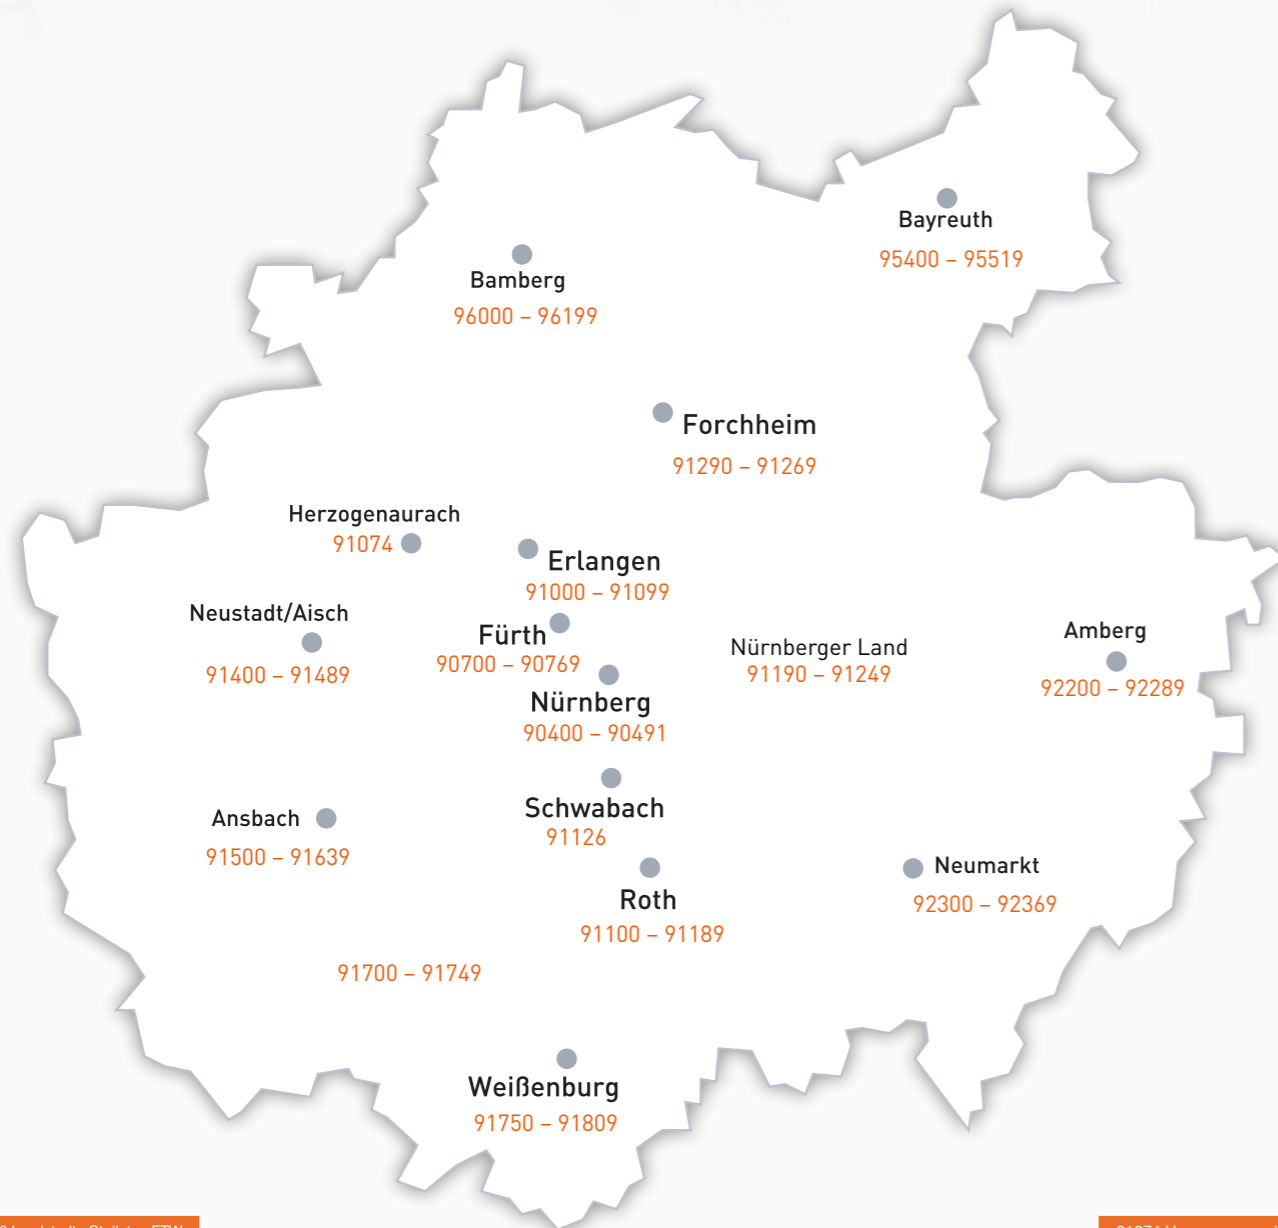 Bayreuth
95400 – 95519
Bamberg
96000 – 96199
Forchheim
91290 – 91269
Herzogenaurach
91074
Erlangen
91000 – 91099
Neustadt/Aisch
91400 – 91489
Fürth
90700 – 90769
Nürnberger Land
91190 – 91249
Amberg
92200 – 92289
Nürnberg
90400 – 90491
Schwabach
91126
Ansbach
91500 – 91639
Neumarkt
92300 – 92369
Roth
91100 – 91189
91700 – 91749
Weißenburg
91750 – 91809